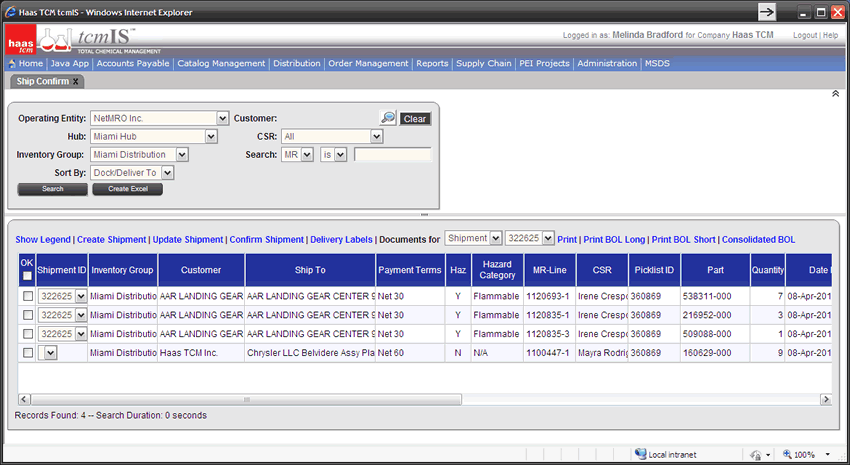 Haas TCM tcmIS - Windows Internet Explorer
haas tcm tcmIS™ TOTAL CHEMICAL MANAGEMENT
Logged in as: Melinda Bradford for Company Haas TCM Logout | Help
Home | Java App | Accounts Payable | Catalog Management | Distribution | Order Management | Reports | Supply Chain | PEI Projects | Administration | MSDS
Ship Confirm X
Operating Entity: NetMRO Inc. Customer: Clear
Hub: Miami Hub CSR: All
Inventory Group: Miami Distribution Search: MR is
Sort By: Dock/Deliver To
Search Create Excel
Show Legend | Create Shipment | Update Shipment | Confirm Shipment | Delivery Labels | Documents for Shipment 322625 Print | Print BOL Long | Print BOL Short | Consolidated BOL
OK Shipment ID Inventory Group Customer Ship To Payment Terms Haz Hazard Category MR-Line CSR Picklist ID Part Quantity Date
322625 Miami Distributio AAR LANDING GEAR AAR LANDING GEAR CENTER 9 Net 30 Y Flammable 1120693-1 Irene Crespo 360869 538311-000 7 08-Apr-201
322625 Miami Distributio AAR LANDING GEAR AAR LANDING GEAR CENTER 9 Net 30 Y Flammable 1120835-1 Irene Crespo 360869 216952-000 3 08-Apr-201
322625 Miami Distributio AAR LANDING GEAR AAR LANDING GEAR CENTER 9 Net 30 Y Flammable 1120835-3 Irene Crespo 360869 509088-000 1 08-Apr-201
Miami Distributio Haas TCM Inc. Chrysler LLC Belvidere Assy Pla Net 60 N N/A 1100447-1 Mayra Rodrig 360869 160629-000 9 08-Apr-201
Records Found: 4 -- Search Duration: 0 seconds
Local intranet 100%